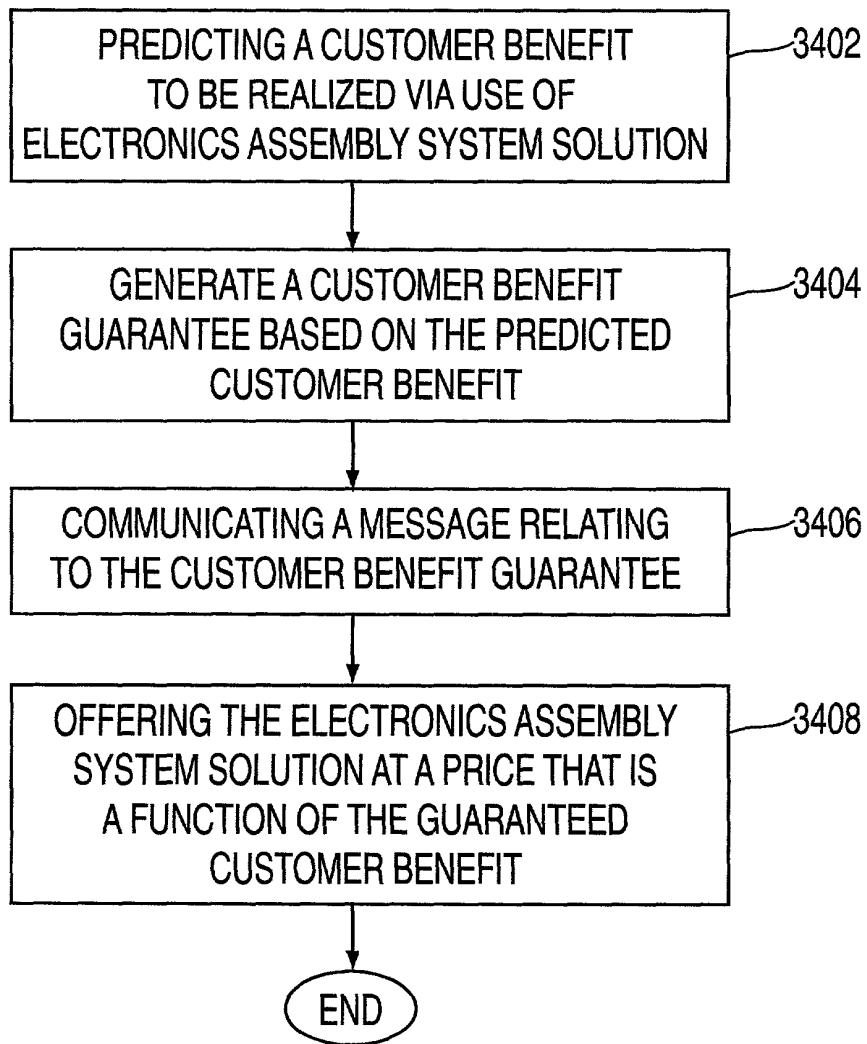 PREDICTING A CUSTOMER BENEFIT
TO BE REALIZED VIA USE OF
ELECTRONICS ASSEMBLY SYSTEM SOLUTION
3402
GENERATE A CUSTOMER BENEFIT
GUARANTEE BASED ON THE PREDICTED
CUSTOMER BENEFIT
3404
COMMUNICATING A MESSAGE RELATING
TO THE CUSTOMER BENEFIT GUARANTEE
3406
OFFERING THE ELECTRONICS ASSEMBLY
SYSTEM SOLUTION AT A PRICE THAT IS
A FUNCTION OF THE GUARANTEED
CUSTOMER BENEFIT
3408
END